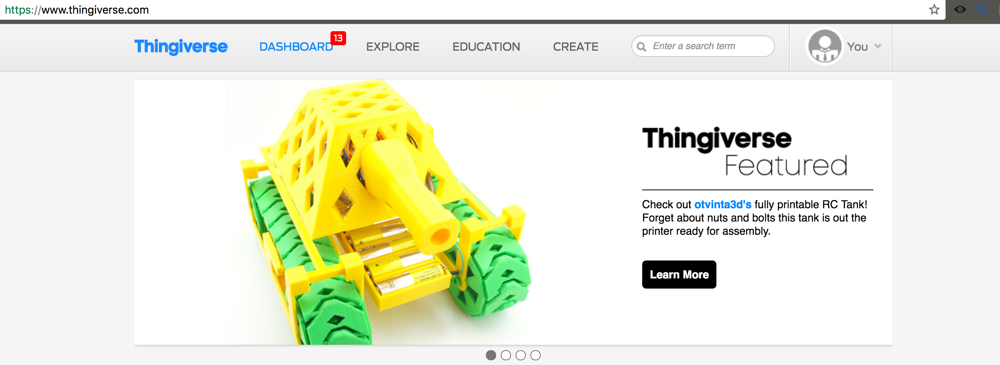 https://www.thingiverse.com
Thingiverse DASHBOARD 13 EXPLORE EDUCATION CREATE Enter a search term You
Thingiverse
Featured
Check out otvinta3d's fully printable RC Tank!
Forget about nuts and bolts this tank is out the
printer ready for assembly.
Learn More